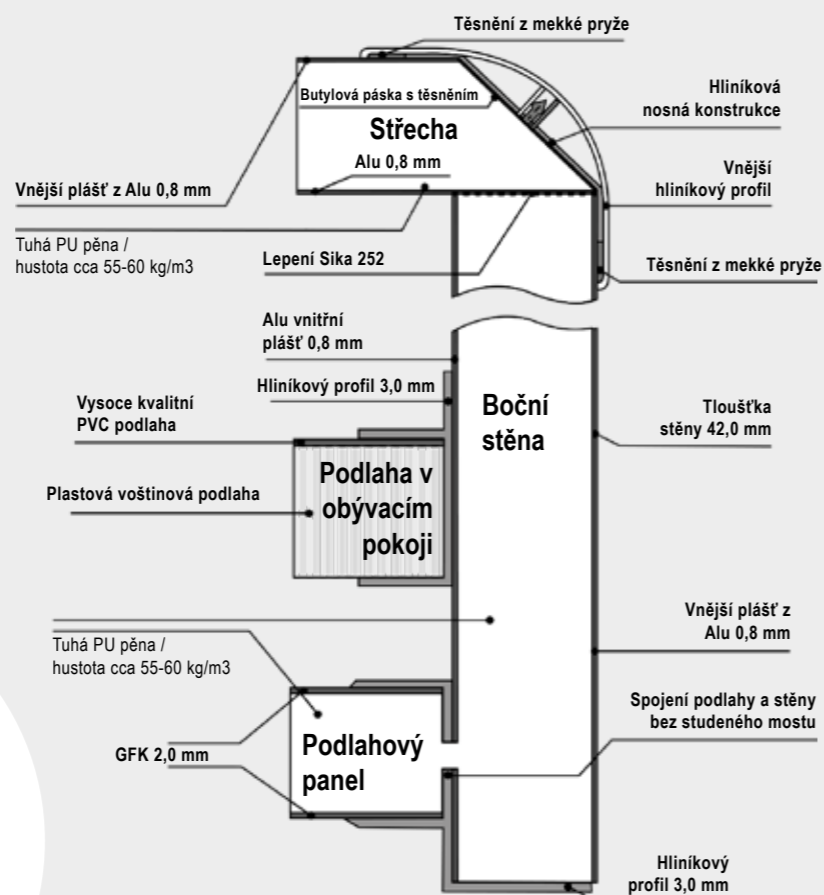 Těsnění z mekké pryže
Butylová páska s těsněním
Hliníková
nosná konstrukce
Střecha
Alu 0,8 mm
Vnější plášť z Alu 0,8 mm
Vnější
hliníkový profil
Tuhá PU pěna /
hustota cca 55-60 kg/m3
Lepení Sika 252
Těsnění z mekké pryže
Alu vnitřní
plášť 0,8 mm
Hliníkový profil 3,0 mm
Vysoce kvalitní
PVC podlaha
Boční
stěna
Tloušťka
stěny 42,0 mm
Plastová voštinová podlaha
Podlaha v
obývacím
pokoji
Vnější plášť z
Alu 0,8 mm
Tuhá PU pěna /
hustota cca 55-60 kg/m3
Spojení podlahy a stěny
bez studeného mostu
GFK 2,0 mm
Podlahový
panel
Hliníkový
profil 3,0 mm